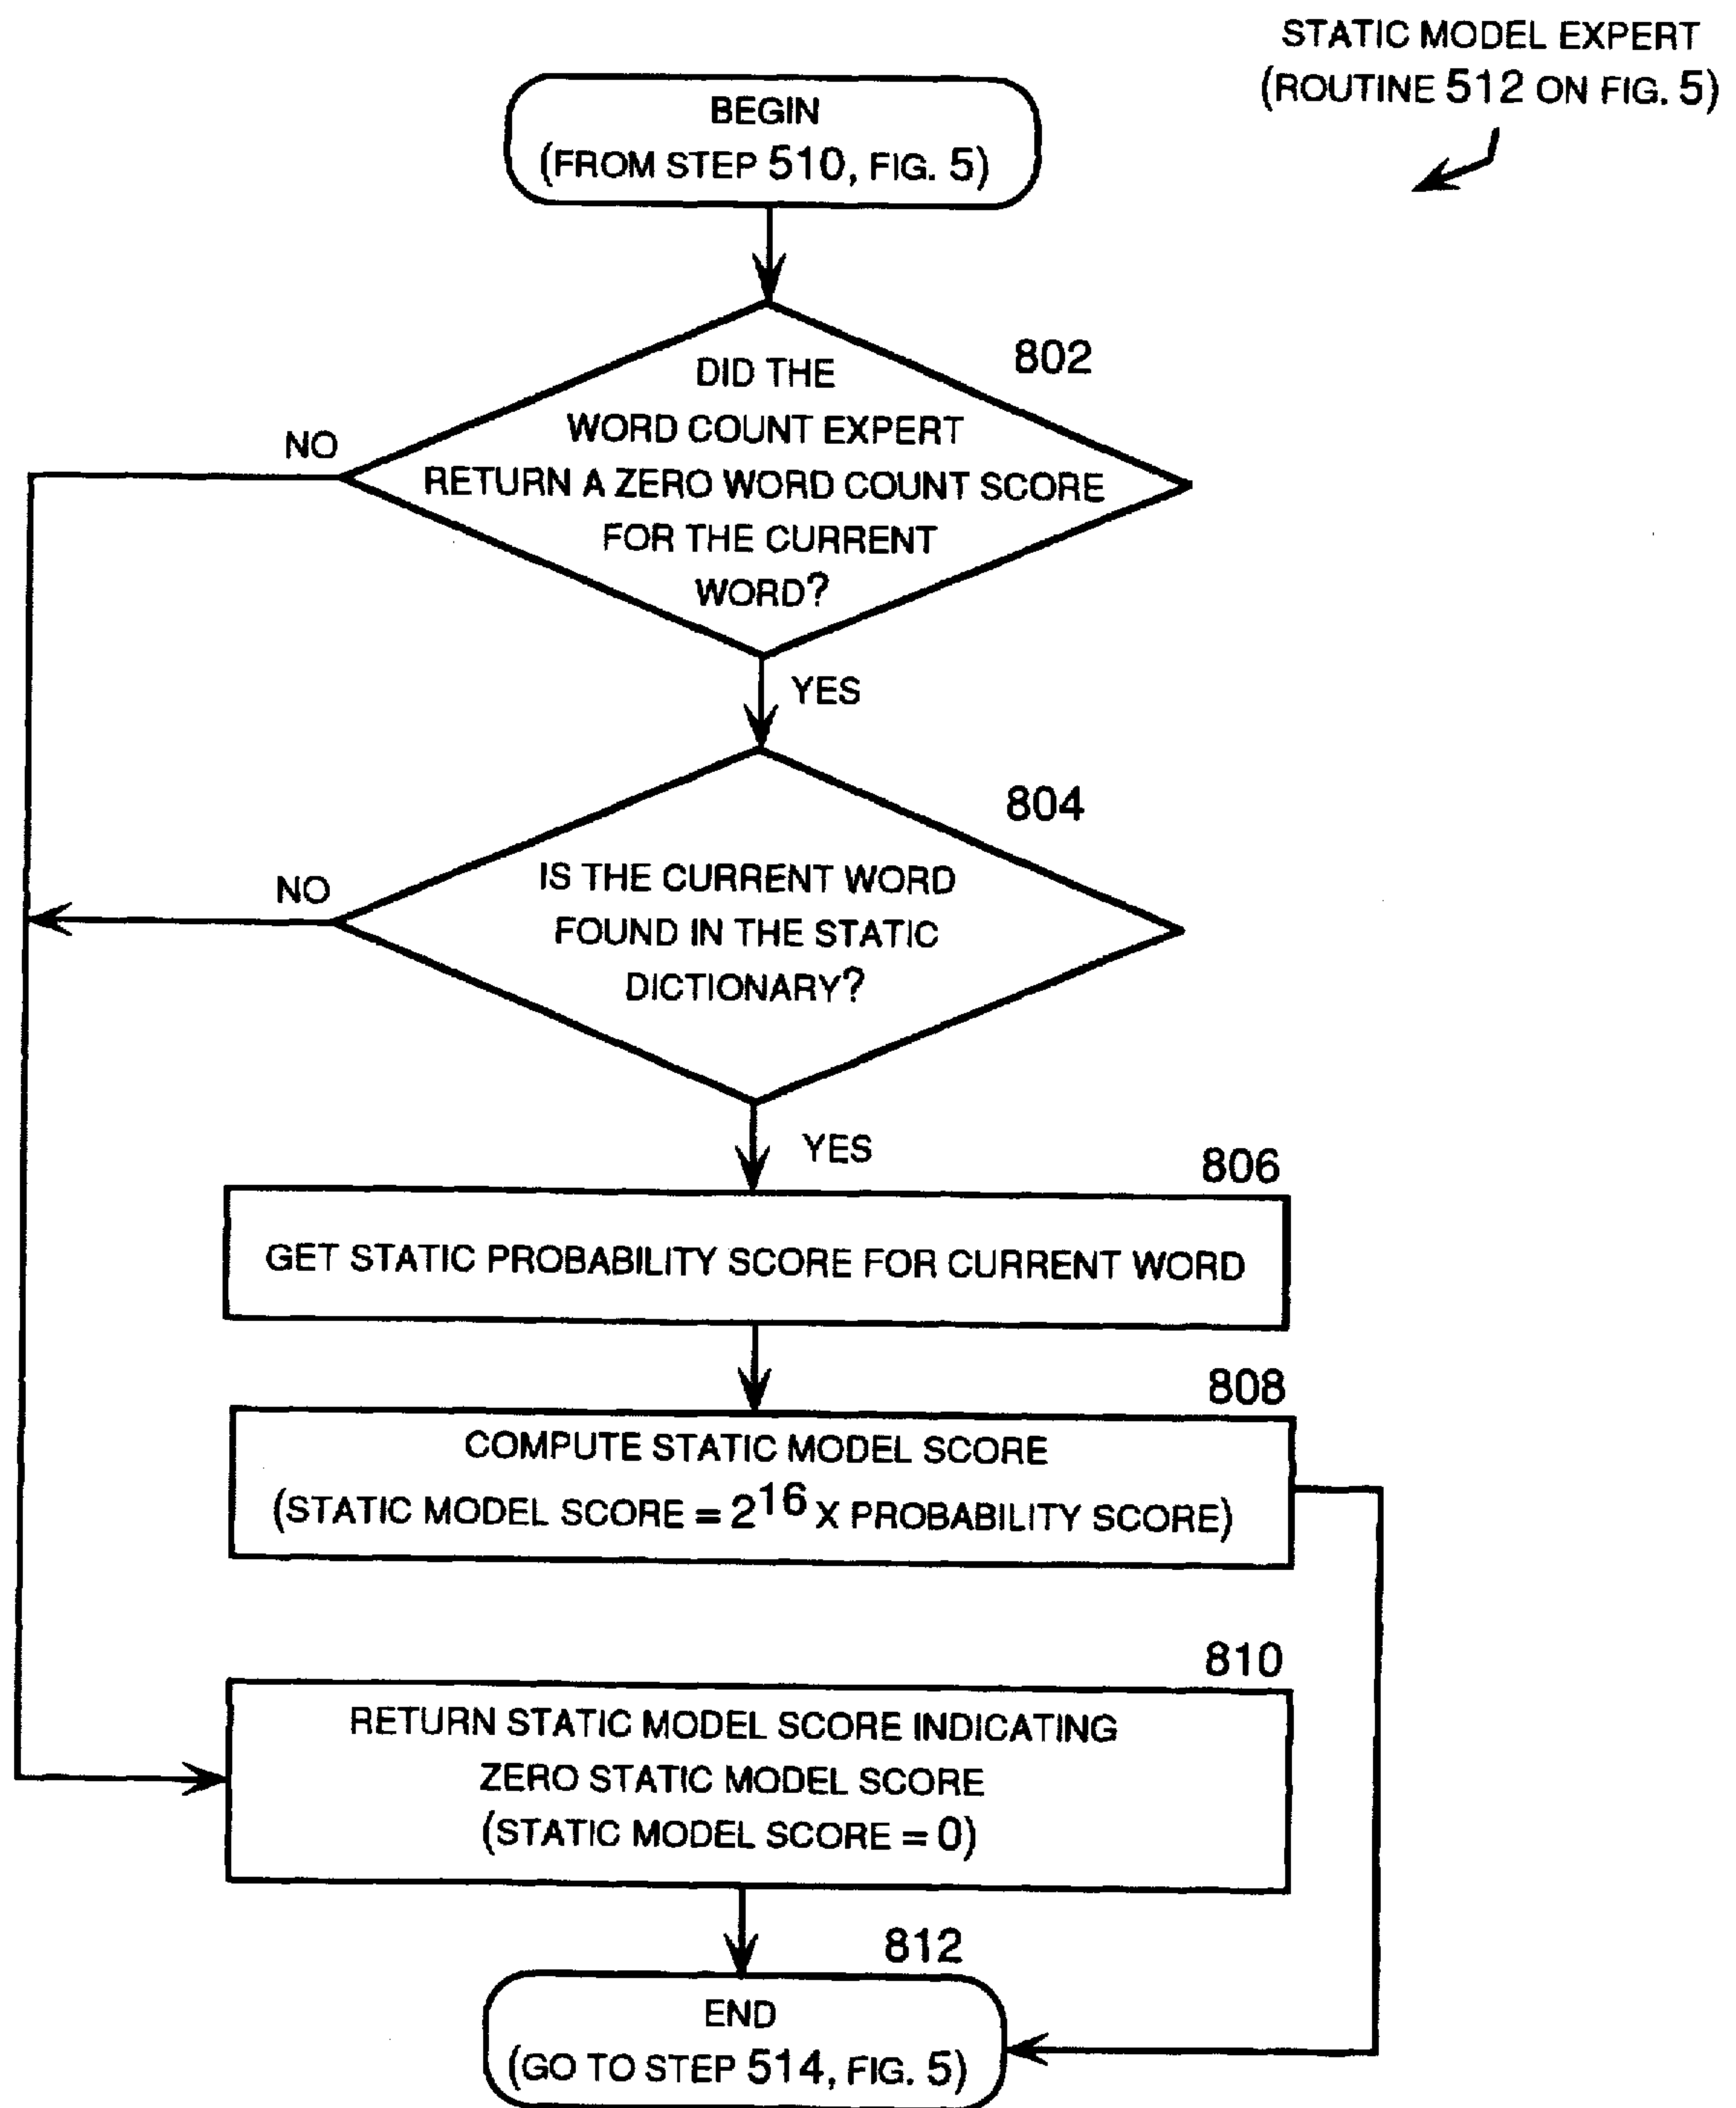 STATIC MODEL EXPERT
(ROUTINE 512 ON FIG. 5)
BEGIN
(FROM STEP 510, FIG. 5)
802
DID THE
WORD COUNT EXPERT
RETURN A ZERO WORD COUNT SCORE
FOR THE CURRENT
WORD?
NO
YES
804
IS THE CURRENT WORD
FOUND IN THE STATIC
DICTIONARY?
NO
YES
806
GET STATIC PROBABILITY SCORE FOR CURRENT WORD
808
COMPUTE STATIC MODEL SCORE
(STATIC MODEL SCORE = 2^16 X PROBABILITY SCORE)
810
RETURN STATIC MODEL SCORE INDICATING
ZERO STATIC MODEL SCORE
(STATIC MODEL SCORE = 0)
812
END
(GO TO STEP 514, FIG. 5)